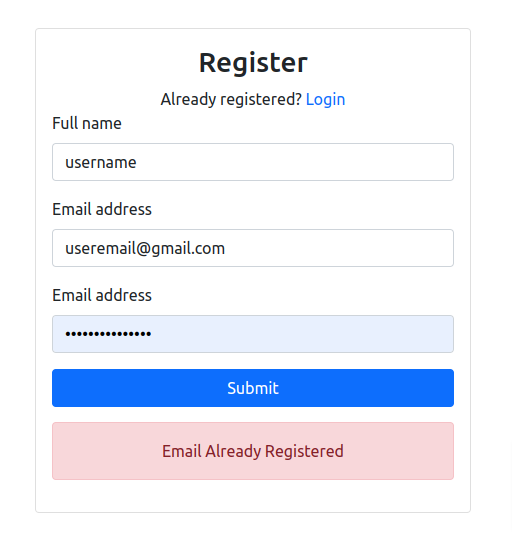 Register
Already registered? Login
Full name
username
Email address
useremail@gmail.com
Email address
•••••••••••••••
Submit
Email Already Registered